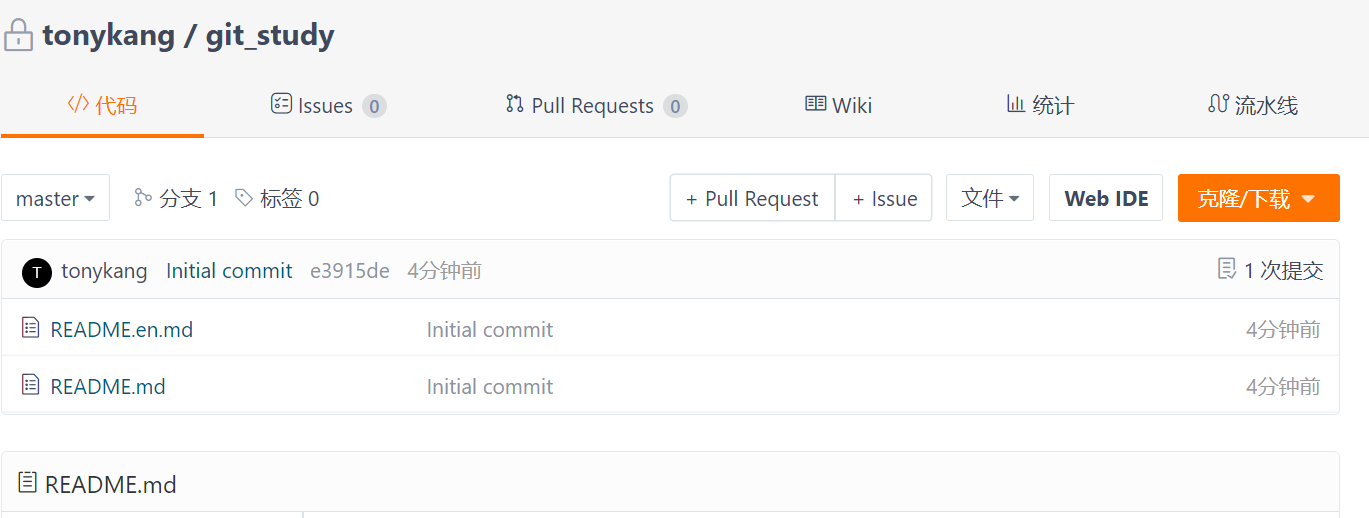 tonykang / git_study
代码 Issues 0 Pull Requests 0 Wiki 统计 流水线
master 分支 1 标签 0 + Pull Request + Issue 文件 Web IDE 克隆/下载
T tonykang Initial commit e3915de 4分钟前 1 次提交
README.en.md Initial commit 4分钟前
README.md Initial commit 4分钟前
README.md